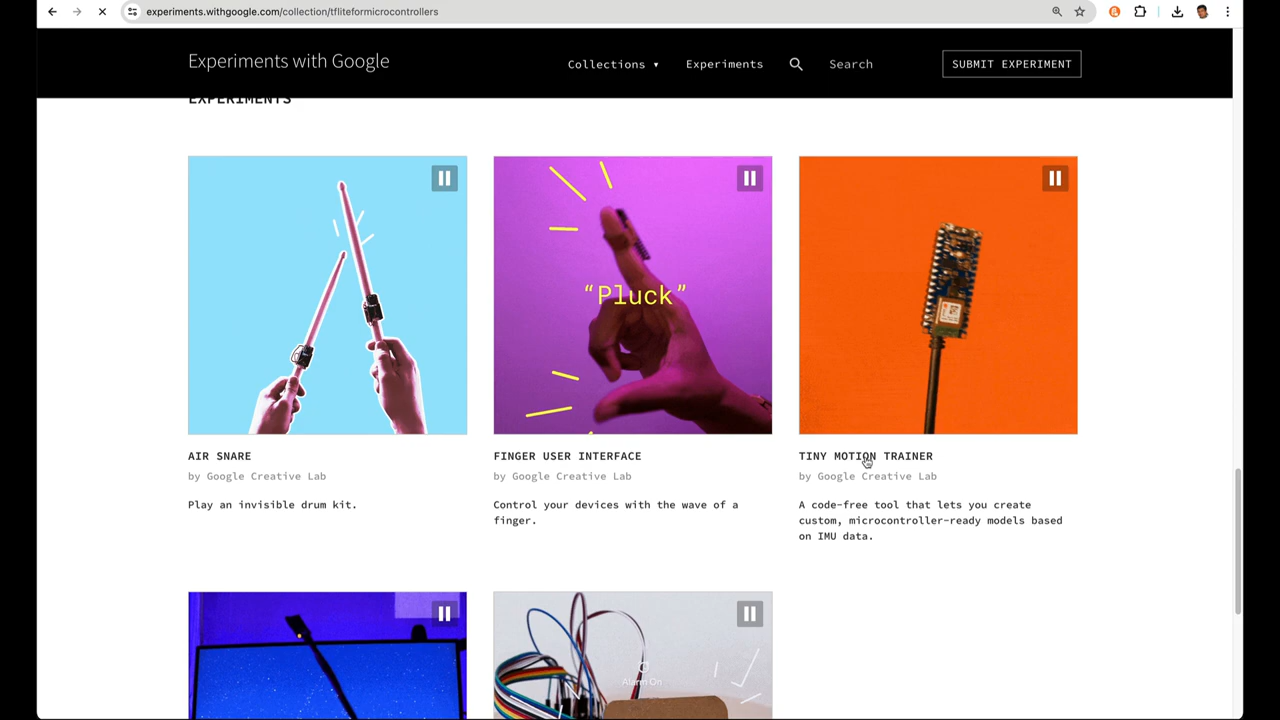 experiments.withgoogle.com/collection/tfliteformicrocontrollers
Experiments with Google
Collections ▾
Experiments
Search
SUBMIT EXPERIMENT
EXPERIMENTS
“Pluck”
AIR SNARE
by Google Creative Lab
Play an invisible drum kit.
FINGER USER INTERFACE
by Google Creative Lab
Control your devices with the wave of a
finger.
TINY MOTION TRAINER
by Google Creative Lab
A code-free tool that lets you create
custom, microcontroller-ready models based
on IMU data.
Alarm On